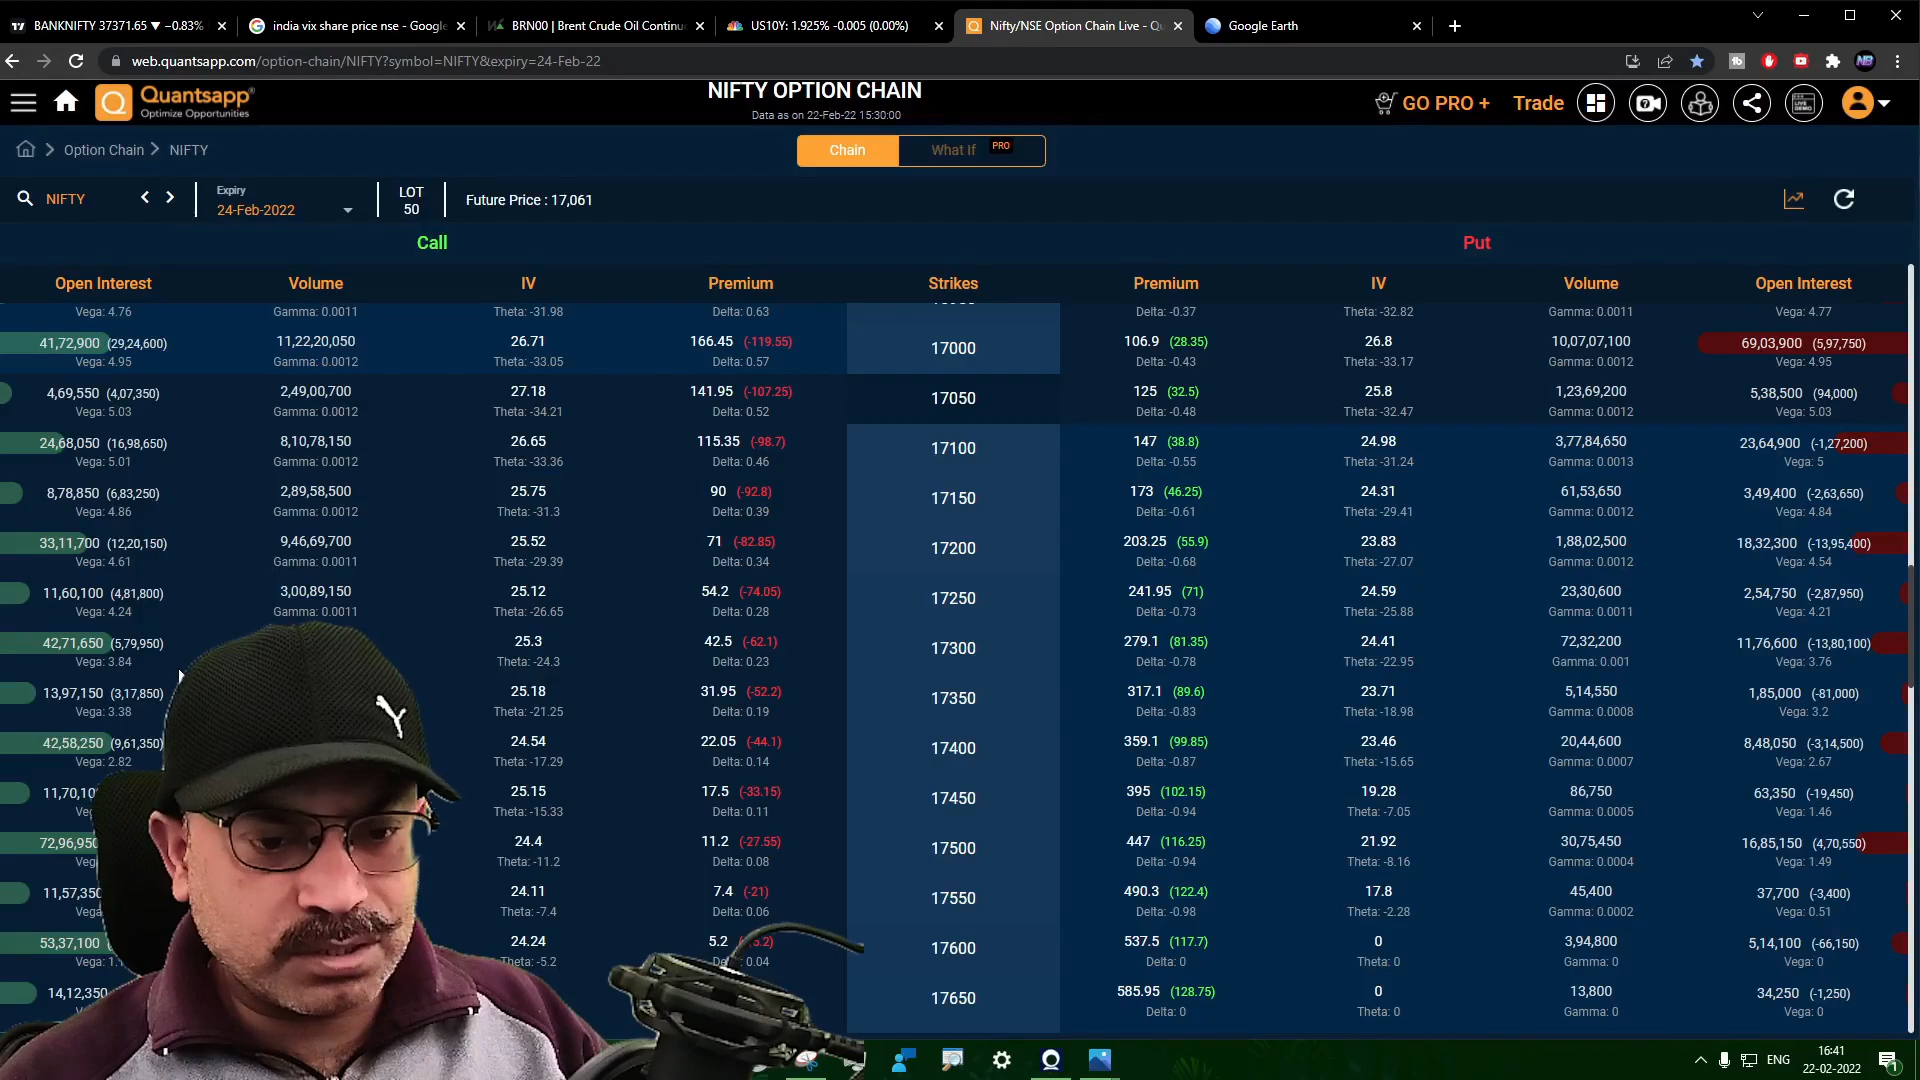 BANKNIFTY 37371.65 ▼ −0.83%
india vix share price nse - Google
BRN00 | Brent Crude Oil Continu
US10Y: 1.925% -0.005 (0.00%)
Nifty/NSE Option Chain Live - Qu
Google Earth
web.quantsapp.com/option-chain/NIFTY?symbol=NIFTY&expiry=24-Feb-22
Quantsapp
Optimize Opportunities
NIFTY OPTION CHAIN
Data as on 22-Feb-22 15:30:00
GO PRO +
Trade
LIVE DEMO
Option Chain > NIFTY
Chain
What If PRO
NIFTY
Expiry
24-Feb-2022
LOT
50
Future Price : 17,061
Call
Put
Open Interest Volume IV Premium Strikes Premium IV Volume Open Interest
Vega: 4.76 Gamma: 0.0011 Theta: -31.98 Delta: 0.63 Delta: -0.37 Theta: -32.82 Gamma: 0.0011 Vega: 4.77
41,72,900 (29,24,600) 11,22,20,050 26.71 166.45 (-119.55) 17000 106.9 (28.35) 26.8 10,07,07,100 69,03,900 (5,97,750)
Vega: 4.95 Gamma: 0.0012 Theta: -33.05 Delta: 0.57 Delta: -0.43 Theta: -33.17 Gamma: 0.0012 Vega: 4.95
4,69,550 (4,07,350) 2,49,00,700 27.18 141.95 (-107.25) 17050 125 (32.5) 25.8 1,23,69,200 5,38,500 (94,000)
Vega: 5.03 Gamma: 0.0012 Theta: -34.21 Delta: 0.52 Delta: -0.48 Theta: -32.47 Gamma: 0.0012 Vega: 5.03
24,68,050 (16,98,650) 8,10,78,150 26.65 115.35 (-98.7) 17100 147 (38.8) 24.98 3,77,84,650 23,64,900 (-1,27,200)
Vega: 5.01 Gamma: 0.0012 Theta: -33.36 Delta: 0.46 Delta: -0.55 Theta: -31.24 Gamma: 0.0013 Vega: 5
8,78,850 (6,83,250) 2,89,58,500 25.75 90 (-92.8) 17150 173 (46.25) 24.31 61,53,650 3,49,400 (-2,63,650)
Vega: 4.86 Gamma: 0.0012 Theta: -31.3 Delta: 0.39 Delta: -0.61 Theta: -29.41 Gamma: 0.0012 Vega: 4.84
33,11,700 (12,20,150) 9,46,69,700 25.52 71 (-82.85) 17200 203.25 (55.9) 23.83 1,88,02,500 18,32,300 (-13,95,400)
Vega: 4.61 Gamma: 0.0011 Theta: -29.39 Delta: 0.34 Delta: -0.68 Theta: -27.07 Gamma: 0.0012 Vega: 4.54
11,60,100 (4,81,800) 3,00,89,150 25.12 54.2 (-74.05) 17250 241.95 (71) 24.59 23,30,600 2,54,750 (-2,87,950)
Vega: 4.24 Gamma: 0.0011 Theta: -26.65 Delta: 0.28 Delta: -0.73 Theta: -25.88 Gamma: 0.0011 Vega: 4.21
42,71,650 (5,79,950) 25.3 42.5 (-62.1) 17300 279.1 (81.35) 24.41 72,32,200 11,76,600 (-13,80,100)
Vega: 3.84 Theta: -24.3 Delta: 0.23 Delta: -0.78 Theta: -22.95 Gamma: 0.001 Vega: 3.76
13,97,150 (3,17,850) 25.18 31.95 (-52.2) 17350 317.1 (89.6) 23.71 5,14,550 1,85,000 (-81,000)
Vega: 3.38 Theta: -21.25 Delta: 0.19 Delta: -0.83 Theta: -18.98 Gamma: 0.0008 Vega: 3.2
42,58,250 (9,61,350) 24.54 22.05 (-44.1) 17400 359.1 (99.85) 23.46 20,44,600 8,48,050 (-3,14,500)
Vega: 2.82 Theta: -17.29 Delta: 0.14 Delta: -0.87 Theta: -15.65 Gamma: 0.0007 Vega: 2.67
11,70,10 25.15 17.5 (-33.15) 17450 395 (102.15) 19.28 86,750 63,350 (-19,450)
Veg Theta: -15.33 Delta: 0.11 Delta: -0.94 Theta: -7.05 Gamma: 0.0005 Vega: 1.46
72,96,950 24.4 11.2 (-27.55) 17500 447 (116.25) 21.92 30,75,450 16,85,150 (4,70,550)
Veg Theta: -11.2 Delta: 0.08 Delta: -0.94 Theta: -8.16 Gamma: 0.0004 Vega: 1.49
11,57,350 24.11 7.4 (-21) 17550 490.3 (122.4) 17.8 45,400 37,700 (-3,400)
Vega Theta: -7.4 Delta: 0.06 Delta: -0.98 Theta: -2.28 Gamma: 0.0002 Vega: 0.51
53,37,100 24.24 5.2 17600 537.5 (117.7) 0 3,94,800 5,14,100 (-66,150)
Vega: 1. -5.2 0.04 Delta: 0 Theta: 0 Gamma: 0 Vega: 0
14,12,350 17650 585.95 (128.75) 0 13,800 34,250 (-1,250)
Delta: 0 Theta: 0 Gamma: 0 Vega: 0
ENG
16:41
22-02-2022